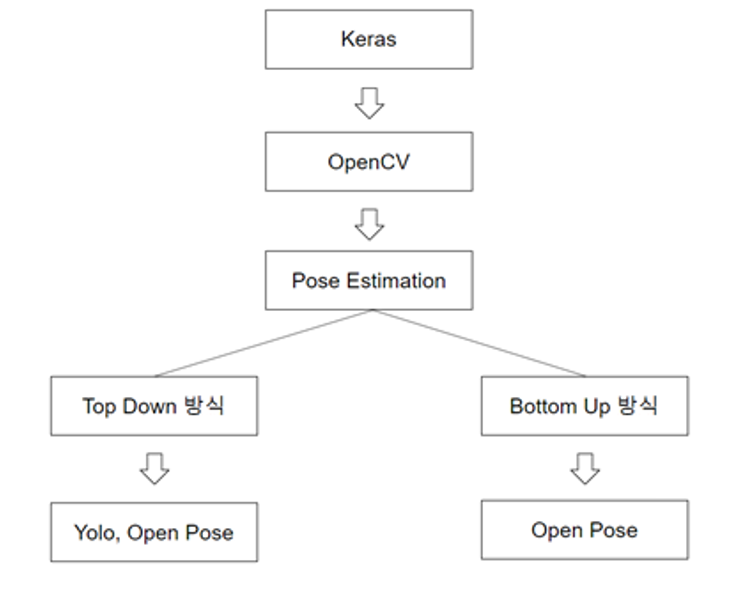 Keras
OpenCV
Pose Estimation
Top Down 방식
Bottom Up 방식
Yolo, Open Pose
Open Pose